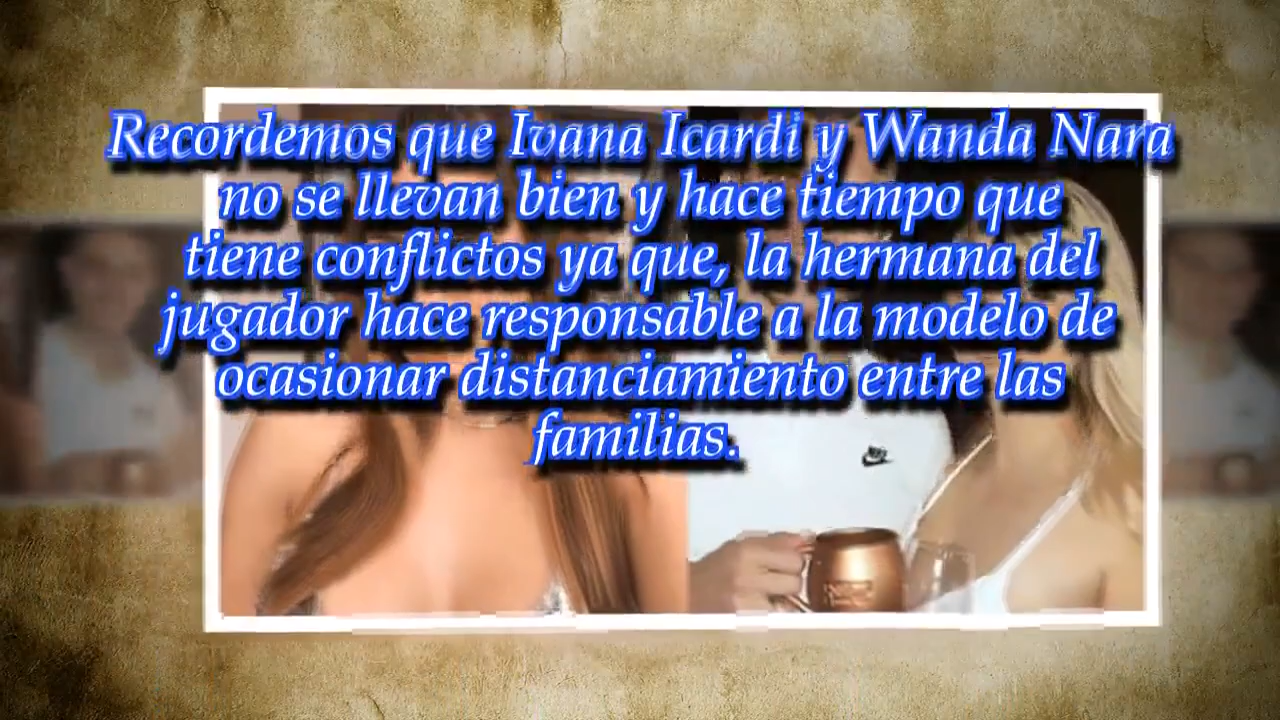 Recordemos que Ivana Icardi y Wanda Nara
no se llevan bien y hace tiempo que
tiene conflictos ya que, la hermana del
jugador hace responsable a la modelo de
ocasionar distanciamiento entre las
familias.